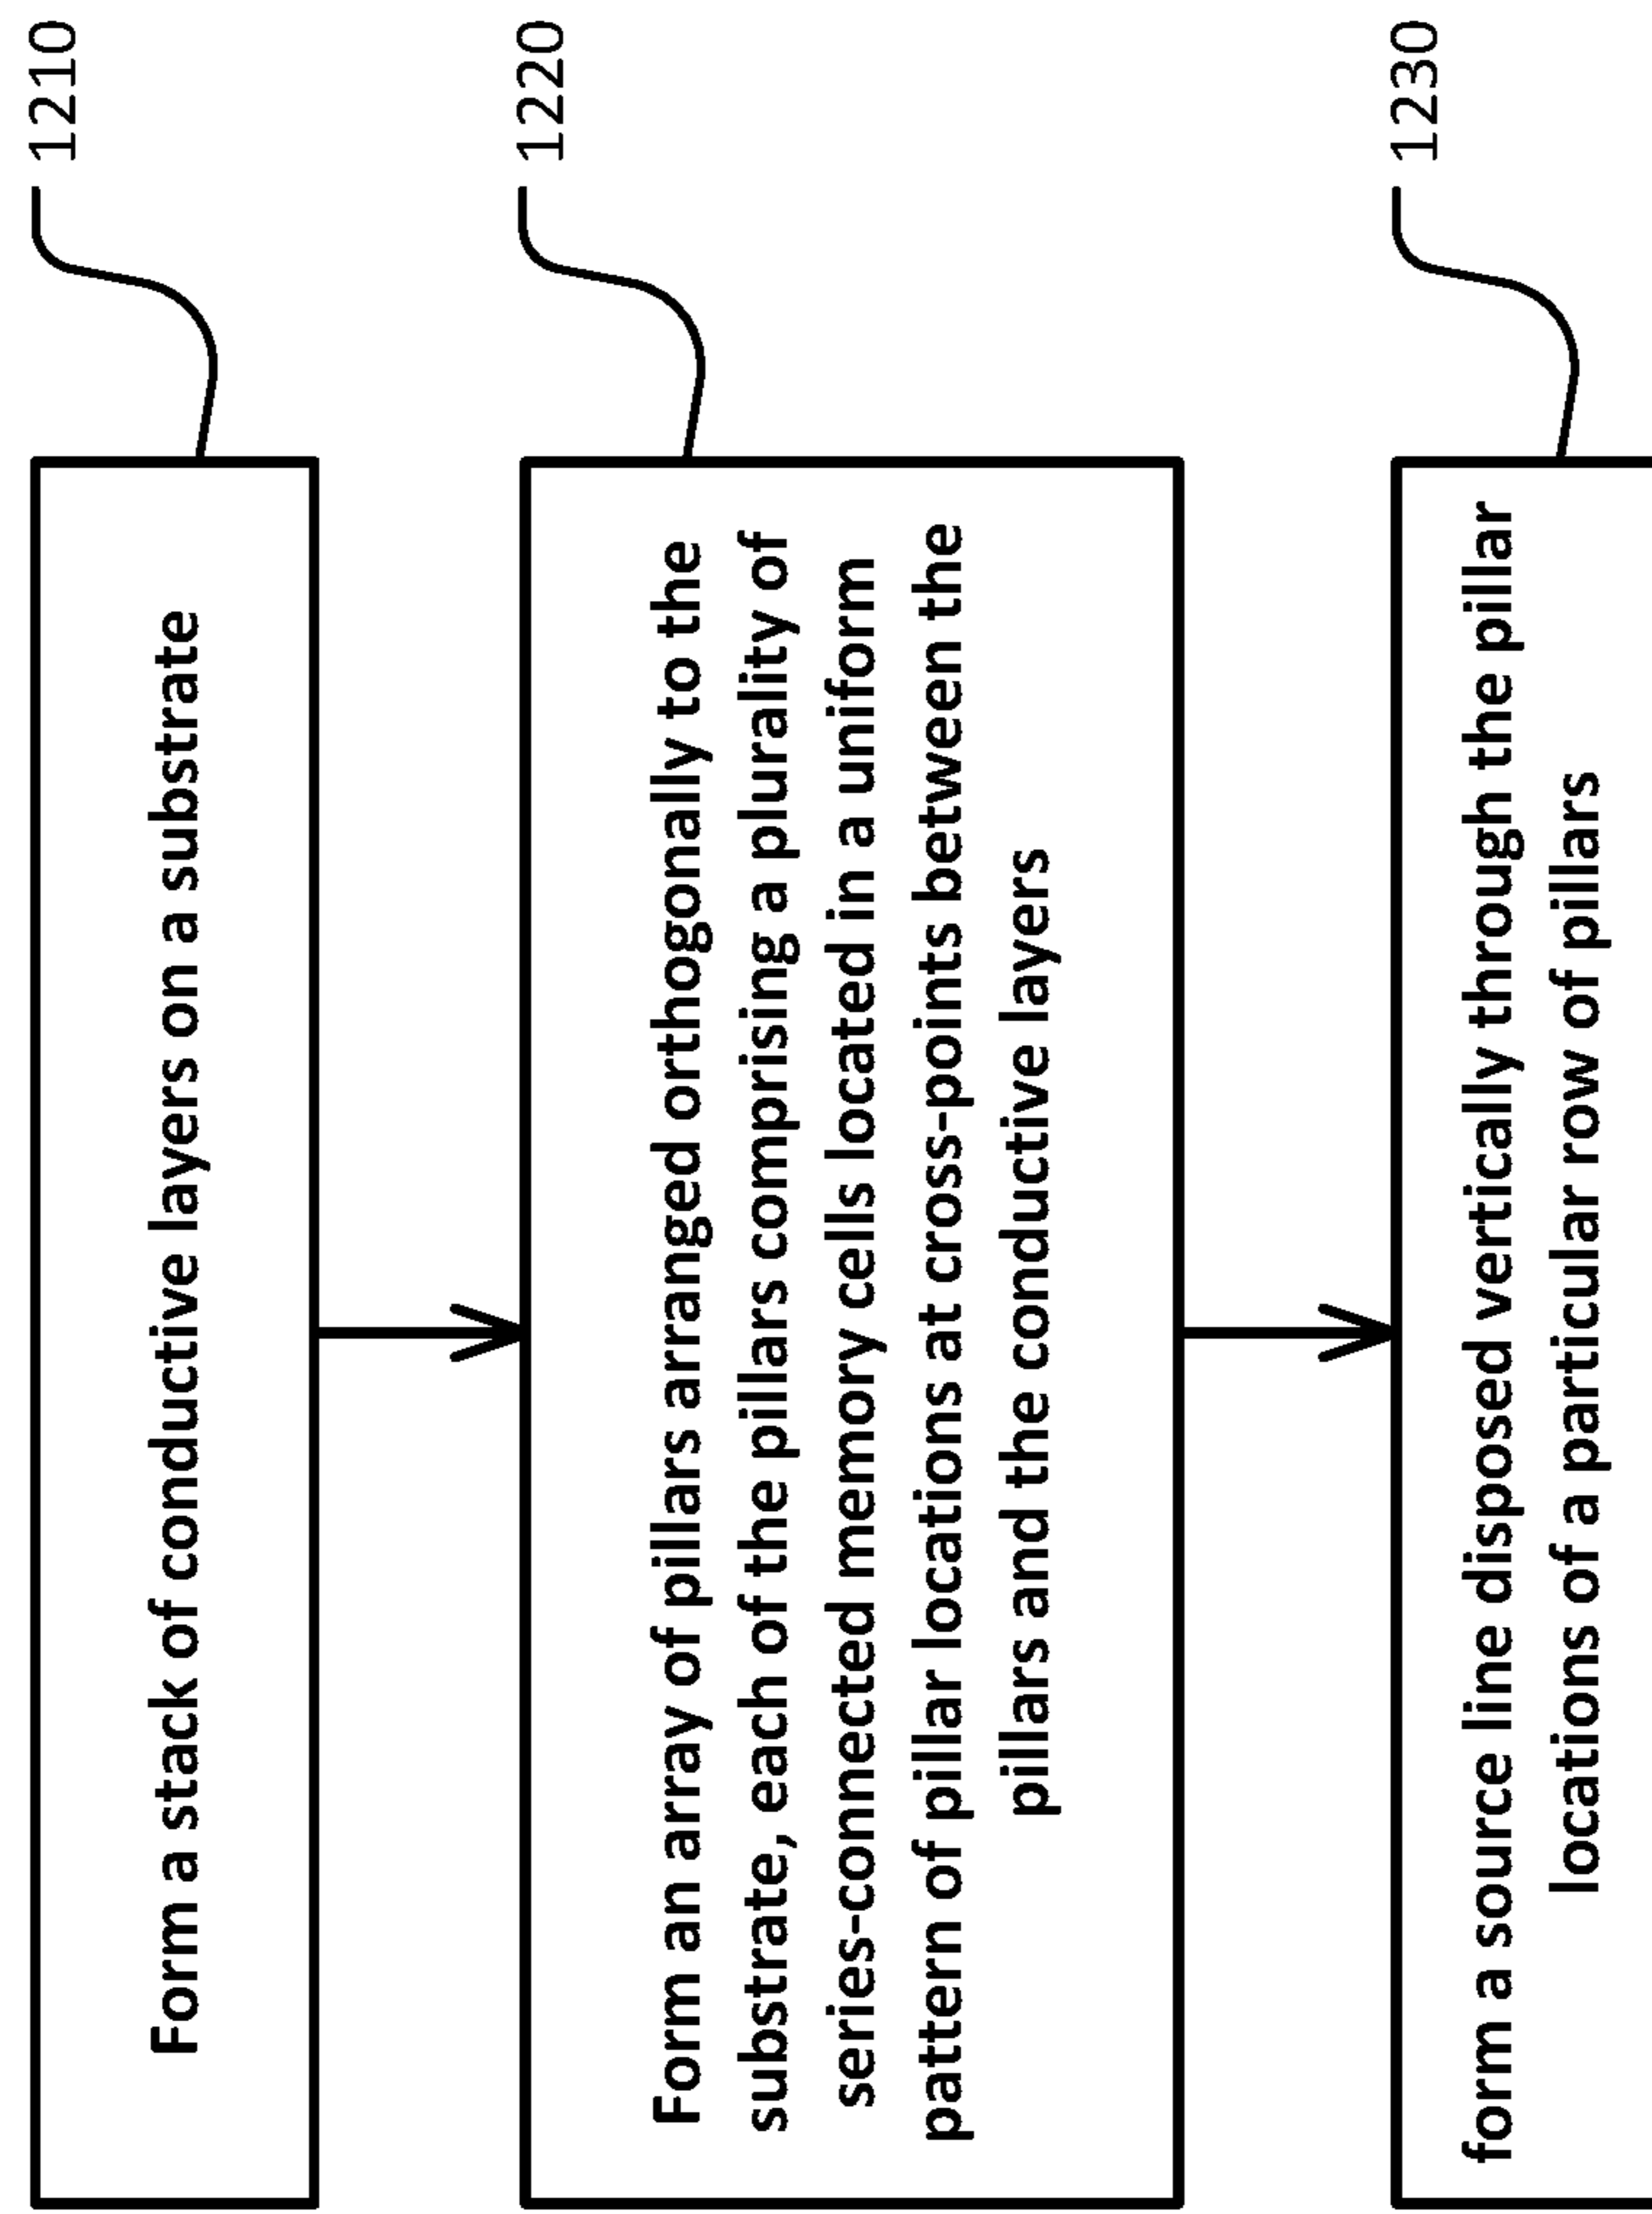 1210
Form a stack of conductive layers on a substrate
1220
Form an array of pillars arranged orthogonally to the
substrate, each of the pillars comprising a plurality of
series-connected memory cells located in a uniform
pattern of pillar locations at cross-points between the
pillars and the conductive layers
1230
form a source line disposed vertically through the pillar
locations of a particular row of pillars